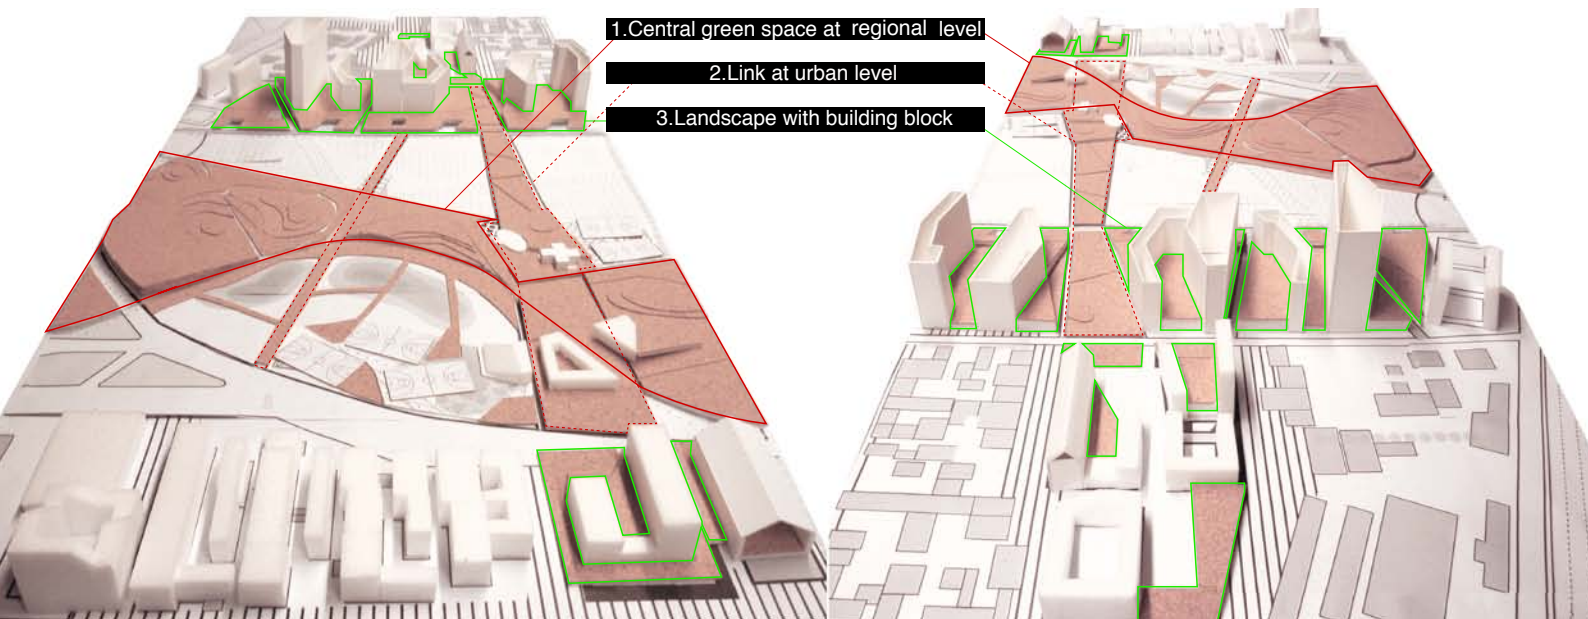 1.Central green space at regional level
2.Link at urban level
3.Landscape with building block